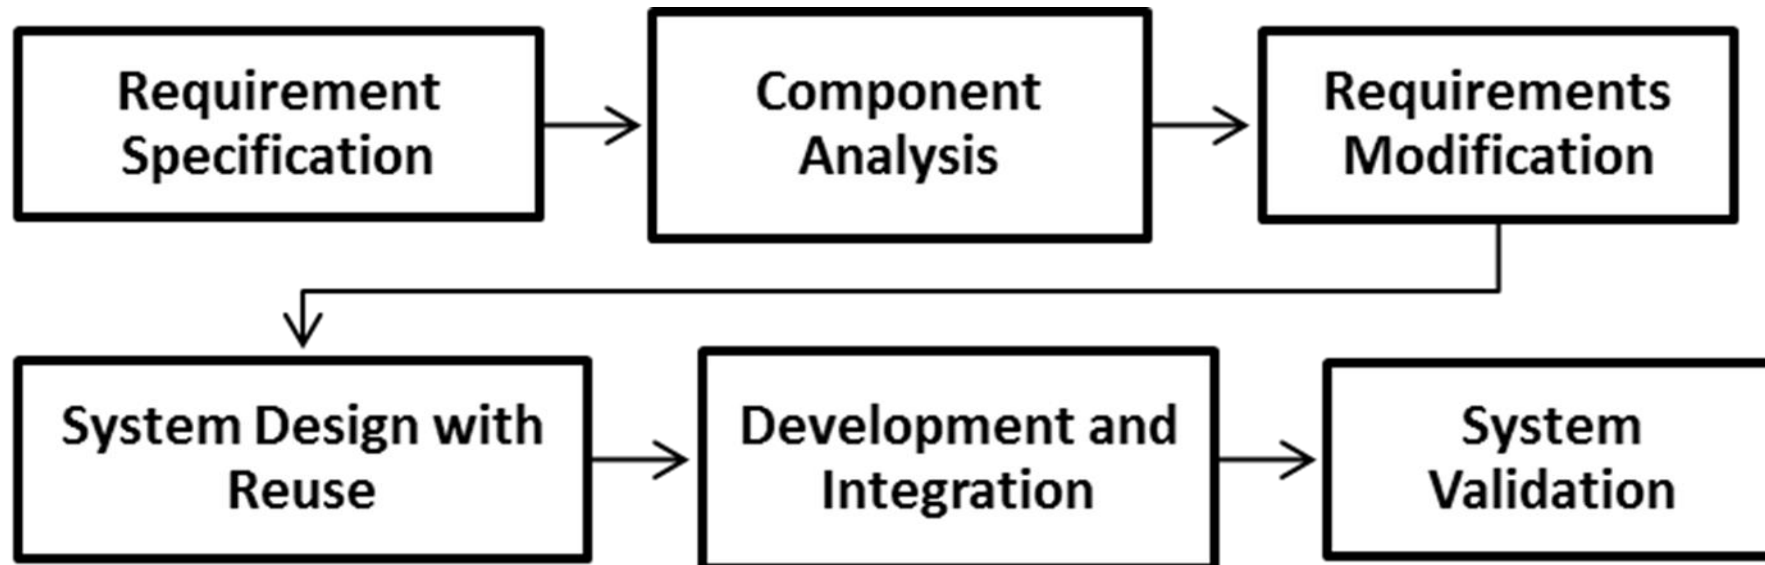 Requirement
Specification
Component
Analysis
Requirements
Modification
System Design with
Reuse
Development and
Integration
System
Validation